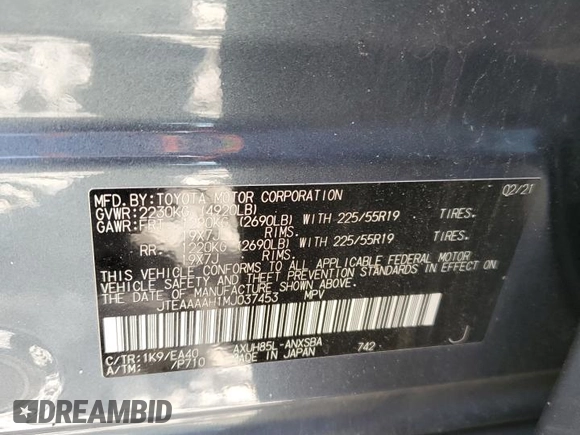 MFD. BY: TOYOTA MOTOR CORPORATION 02/21
GVWR: 2230KG (4920LB)
GAWR: FRT 1220KG (2690LB) WITH 225/55R19 TIRES.
19X7J RIMS.
RR 1220KG (2690LB) WITH 225/55R19 TIRES.
19X7J RIMS.
THIS VEHICLE CONFORMS TO ALL APPLICABLE FEDERAL MOTOR
VEHICLE SAFETY AND THEFT PREVENTION STANDARDS IN EFFECT
ON THE DATE OF MANUFACTURE SHOWN ABOVE.
JTEAAAAH1MJ037453 MPV
C/TR: 1K9/EA40 AXUH85L-ANXSBA 742 J
A/TM: /P710 MADE IN JAPAN
DREAMBID